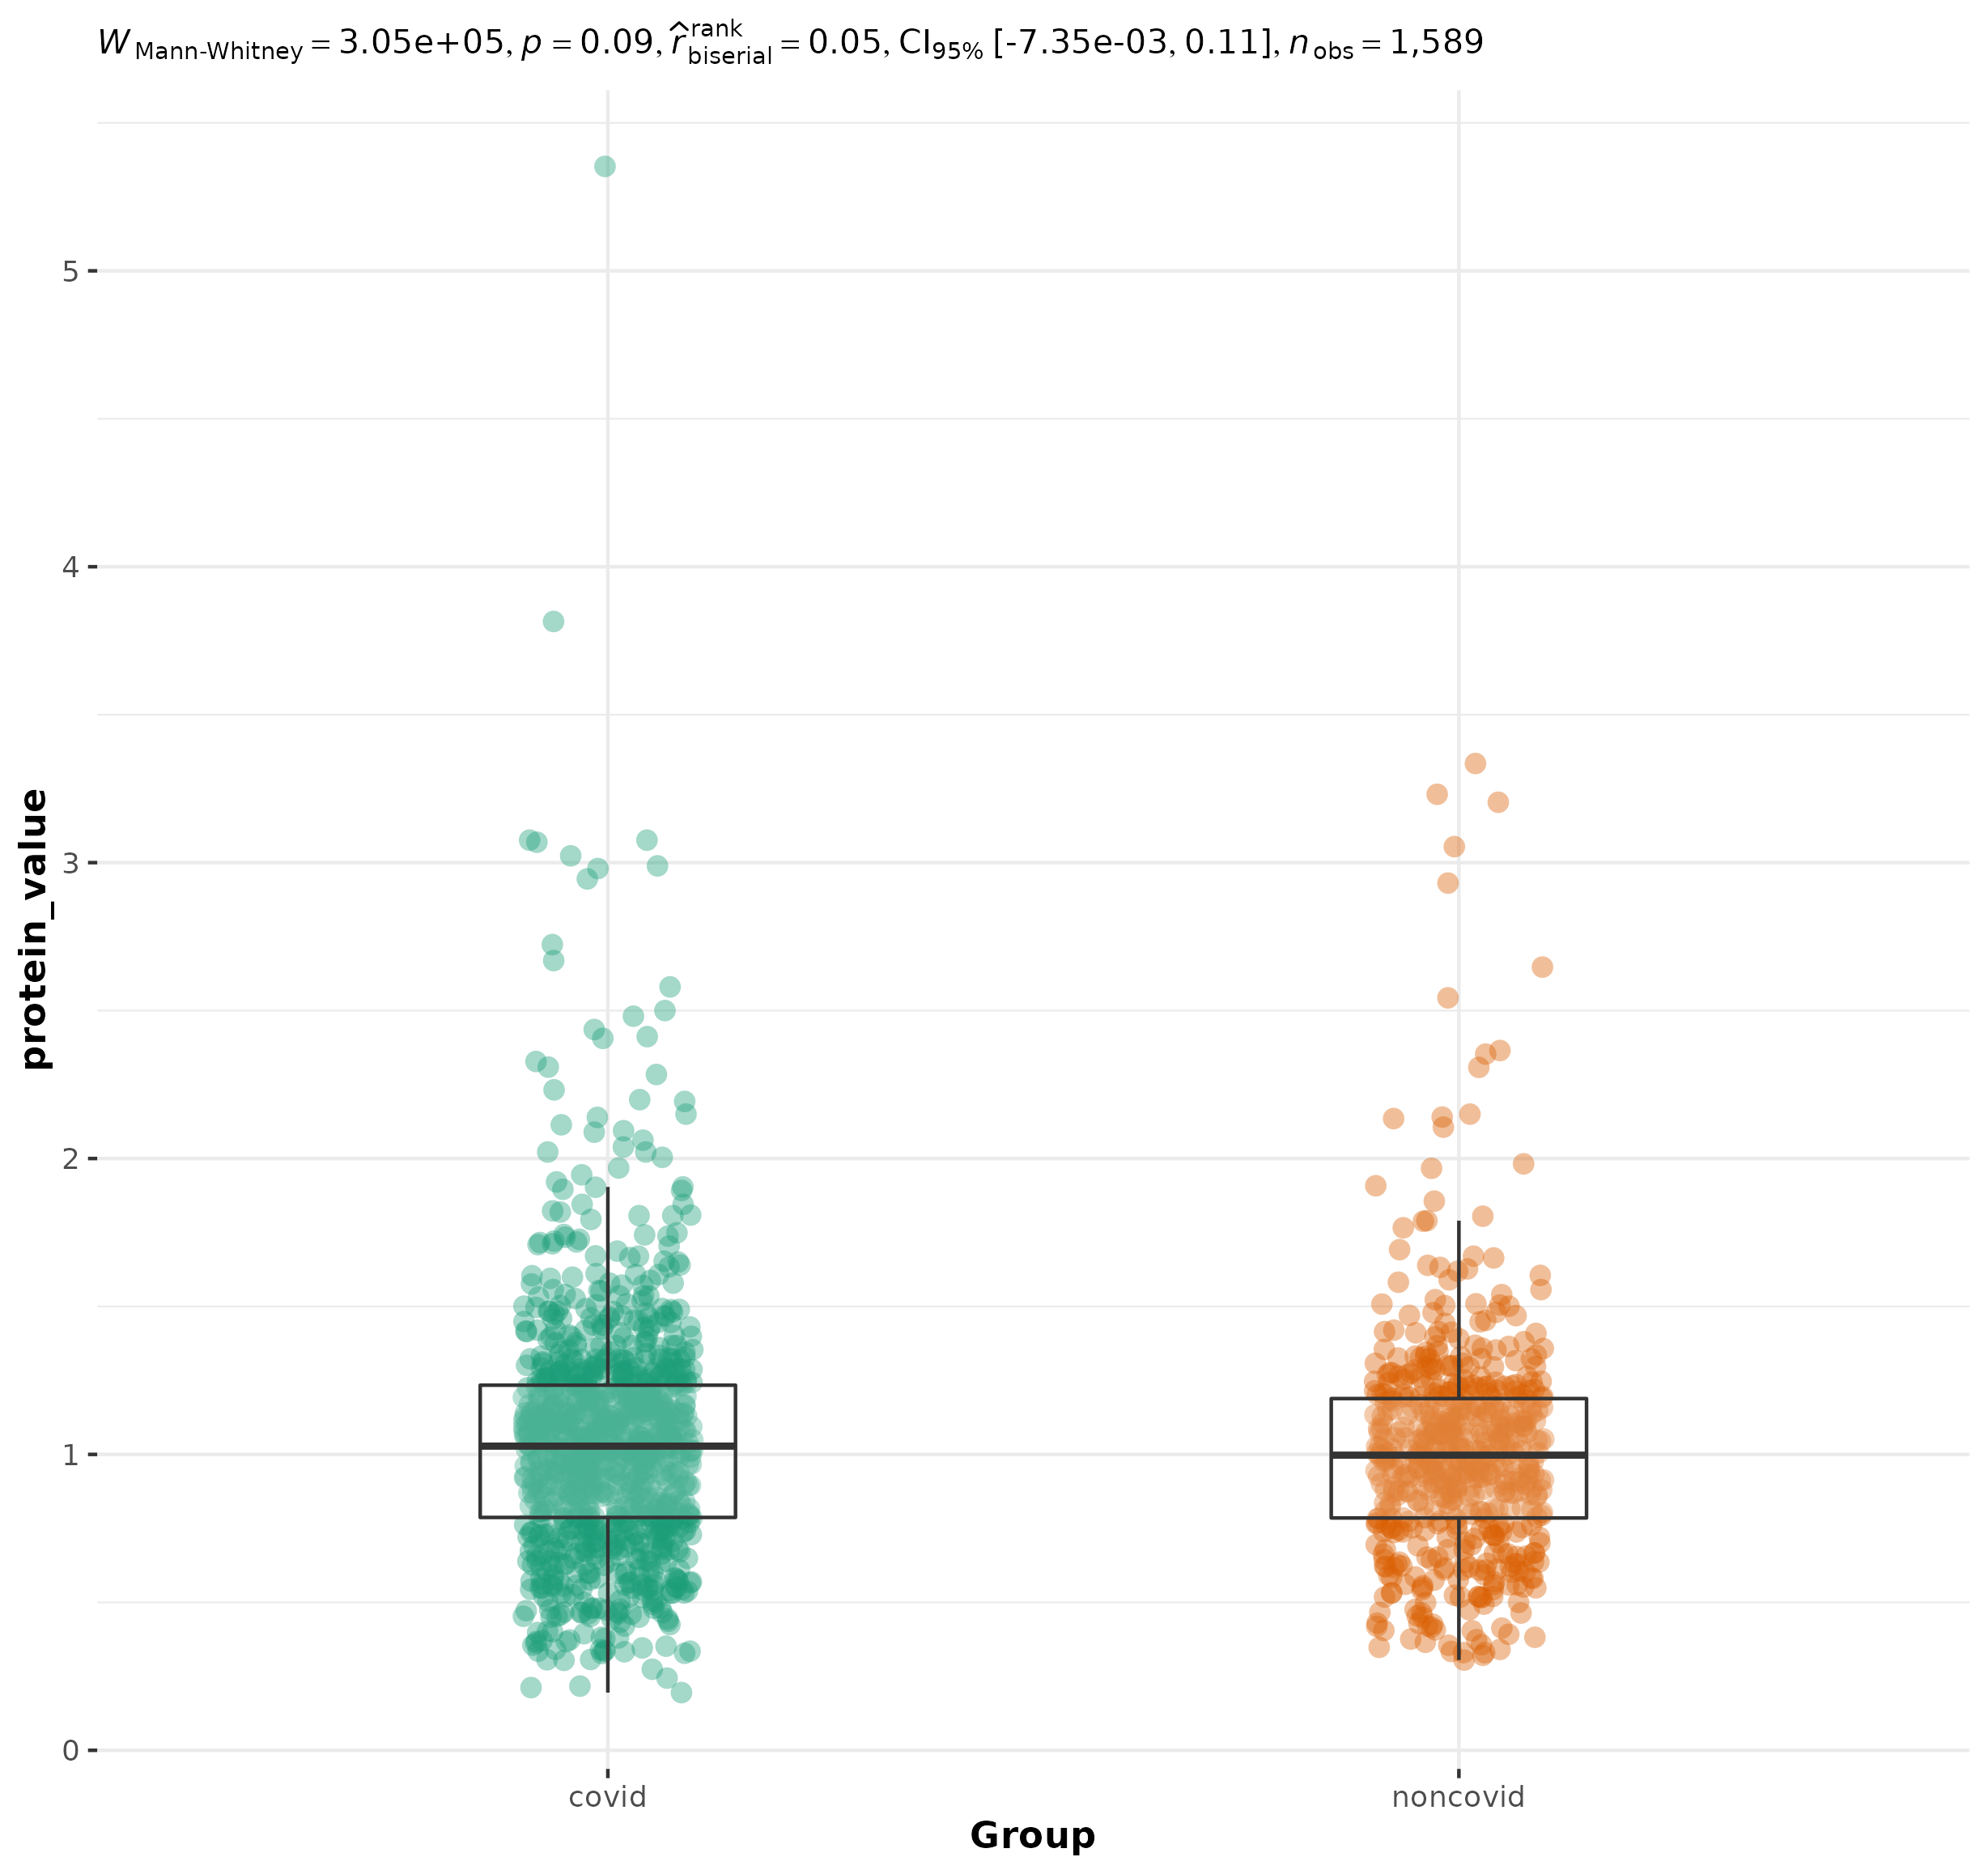 W Mann-Whitney = 3.05e+05, p = 0.09, r̂ rank biserial = 0.05, CI95% [-7.35e-03, 0.11], n obs = 1,589
5
4
3
2
1
0
protein_value
covid noncovid
Group